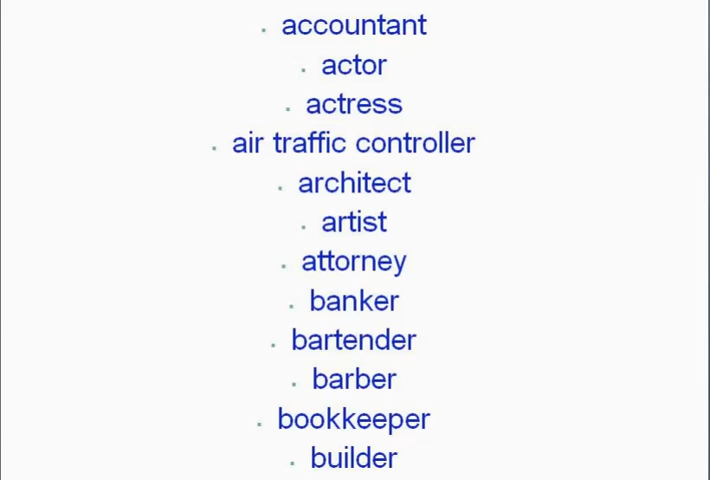 accountant
actor
actress
air traffic controller
architect
artist
attorney
banker
bartender
barber
bookkeeper
builder